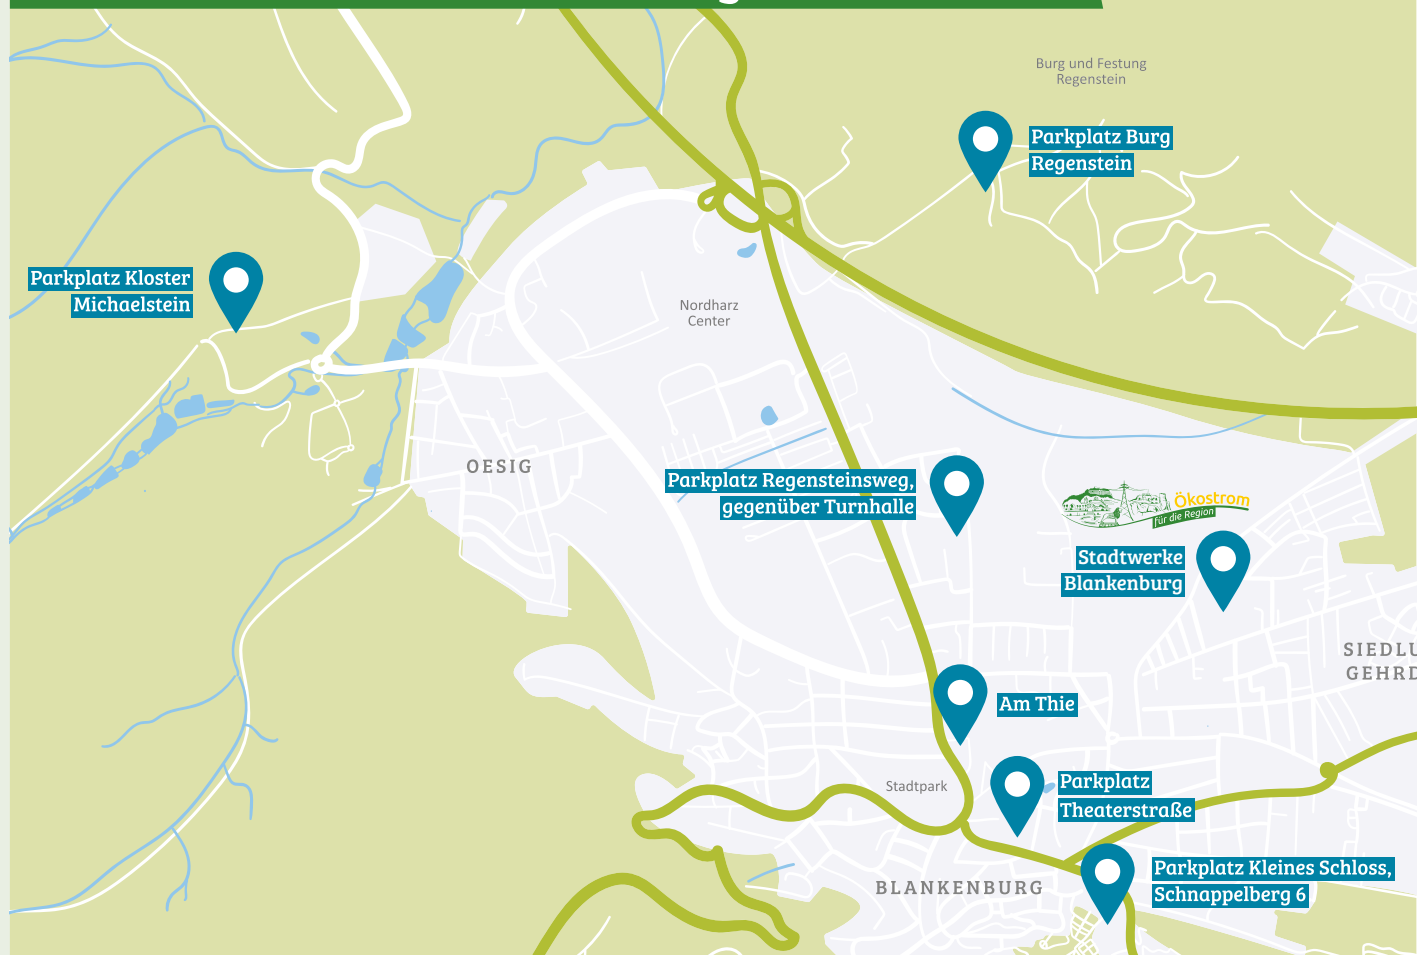 Burg und Festung
Regenstein
Parkplatz Burg
Regenstein
Parkplatz Kloster
Michaelstein
Nordharz
Center
OESIG
Parkplatz Regensteinsweg,
gegenüber Turnhalle
Ökostrom
für die Region
Stadtwerke
Blankenburg
SIEDLU
GEHRD
Am Thie
Stadtpark
Parkplatz
Theaterstraße
Parkplatz Kleines Schloss,
Schnappelberg 6
BLANKENBURG